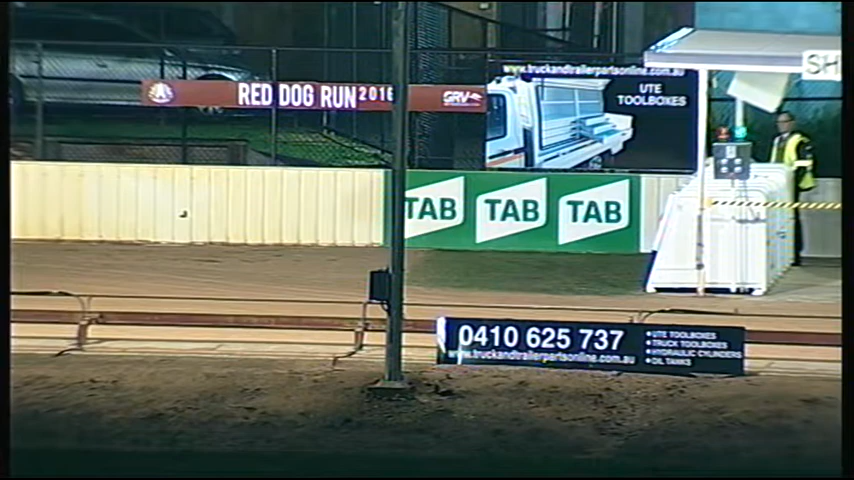 SH
www.truckandtrailerpartsonline.com.au
RED DOG RUN 2016
GRV
UTE
TOOLBOXES
TAB TAB TAB
0410 625 737
www.truckandtrailerpartsonline.com.au
• UTE TOOLBOXES
• TRUCK TOOLBOXES
• HYDRAULIC CYLINDERS
• OIL TANKS